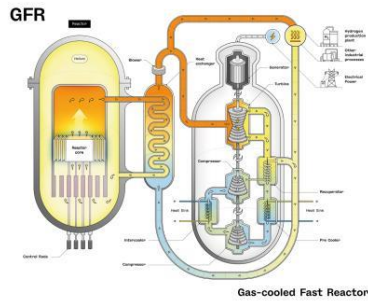 GFR
Reactor
Helium
Reactor
core
Control Rods
Blower
Heat
exchanger
Generator
Turbine
Compressor
Recuperator
Heat Sink
Heat Sink
Intercooler
Pre Cooler
Compressor
Hydrogen
production
plant
Other
industrial
processes
Electrical
Power
Gas-cooled Fast Reactor